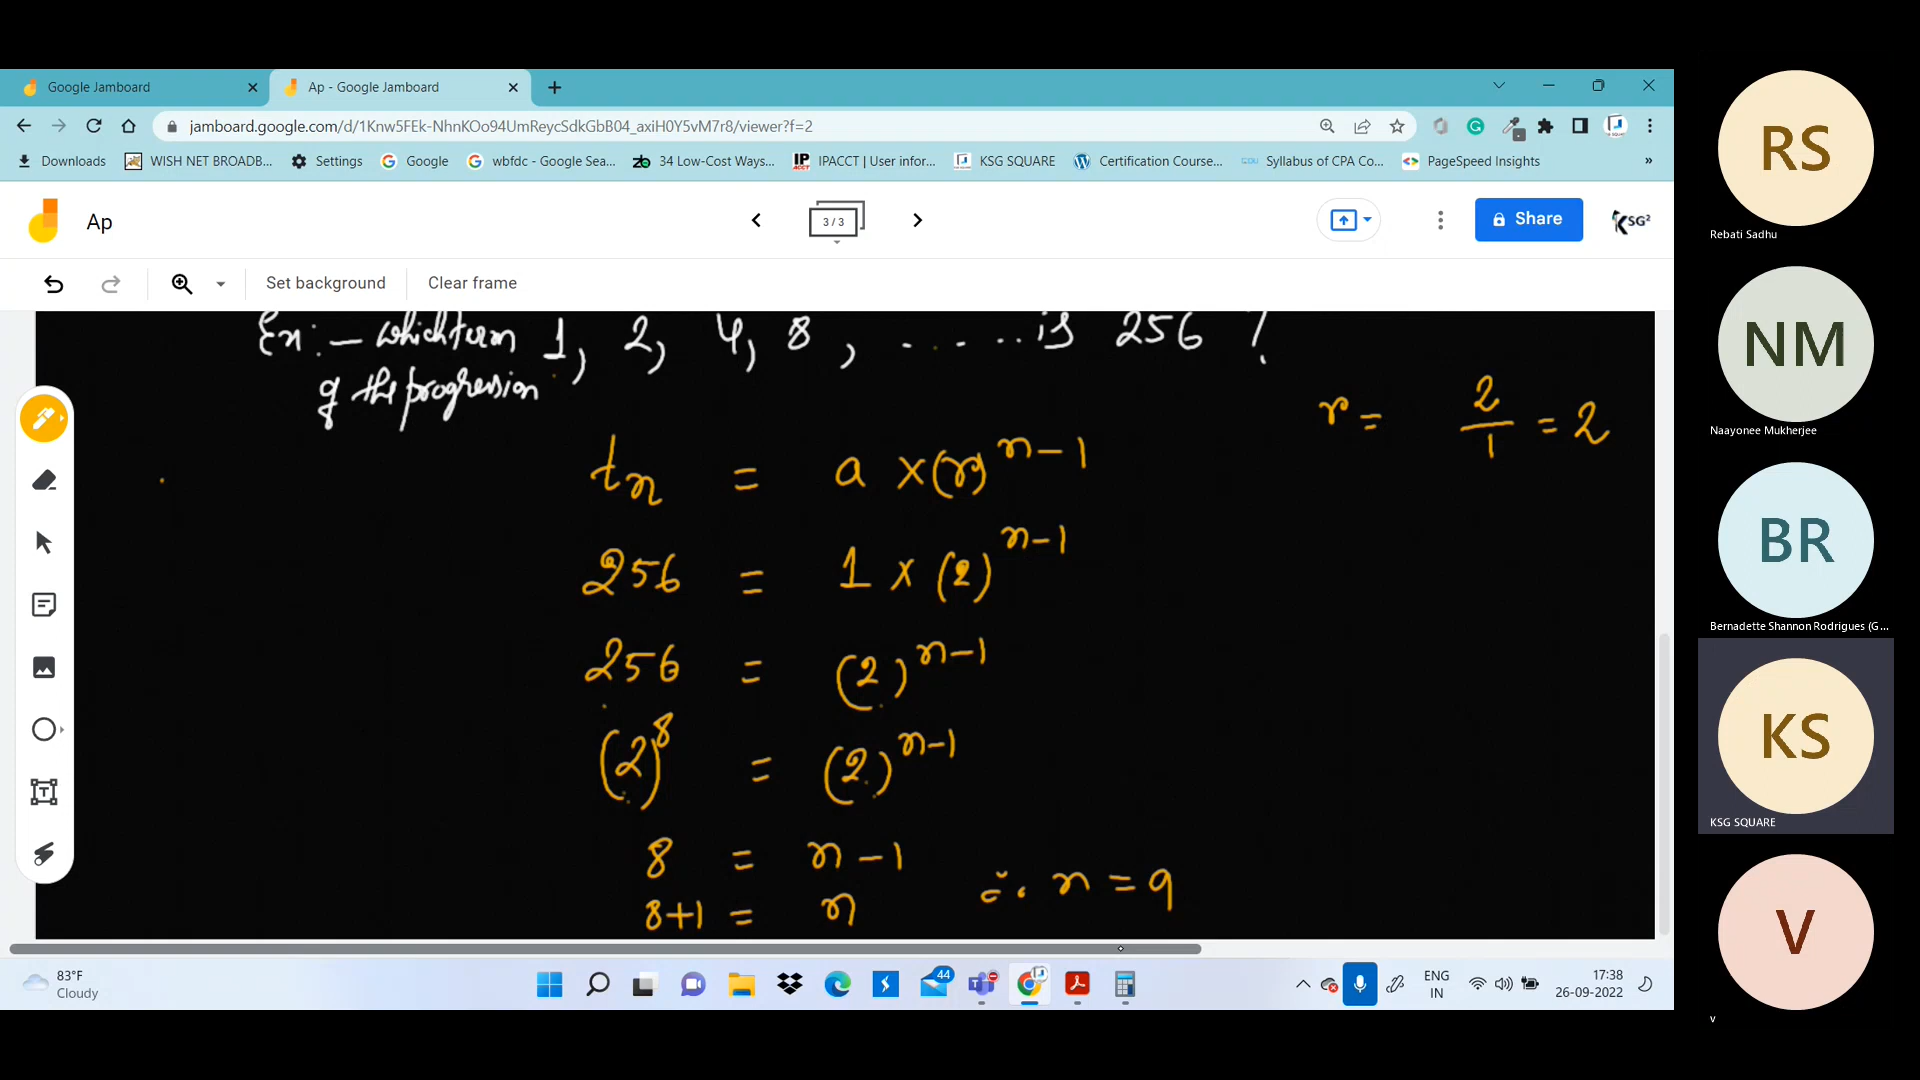 Google Jamboard
Ap - Google Jamboard
jamboard.google.com/d/1Knw5FEk-NhnKOo94UmReycSdkGbB04_axiH0Y5vM7r8/viewer?f=2
Downloads WISH NET BROADB... Settings Google wbfdc - Google Sea... 34 Low-Cost Ways... IPACCT | User infor... KSG SQUARE Certification Course... Syllabus of CPA Co... PageSpeed Insights »
Ap
3 / 3
Share
KSG²
Set background Clear frame
Ex:- which term 1, 2, 4, 8, ...... is 256 ?
of the progression
r = 2/1 = 2
tn = a × (r)^n-1
256 = 1 × (2)^n-1
256 = (2)^n-1
(2)^8 = (2)^n-1
8 = n-1
8+1 = n ∴ n = 9
83°F
Cloudy
44
ENG
IN
17:38
26-09-2022
RS
Rebati Sadhu
NM
Naayonee Mukherjee
BR
Bernadette Shannon Rodrigues (G...
KS
KSG SQUARE
V
v